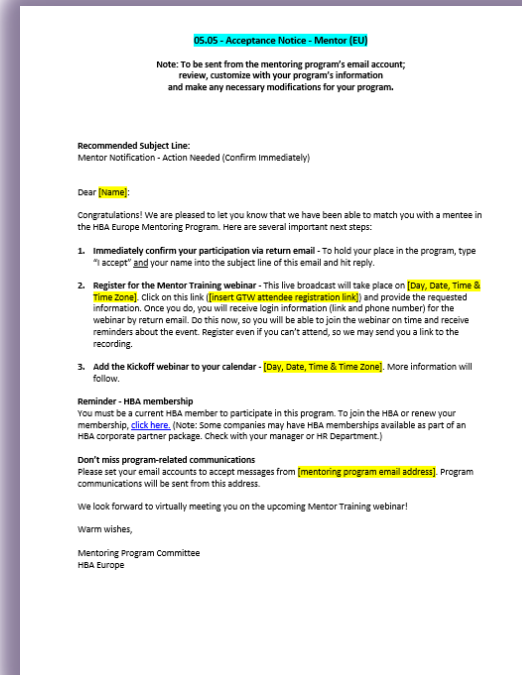 05.05 - Acceptance Notice - Mentor (EU)
Note: To be sent from the mentoring program's email account;
review, customize with your program's information
and make any necessary modifications for your program.
Recommended Subject Line:
Mentor Notification - Action Needed (Confirm Immediately)
Dear [Name]:
Congratulations! We are pleased to let you know that we have been able to match you with a mentee in
the HBA Europe Mentoring Program. Here are several important next steps:
1. Immediately confirm your participation via return email - To hold your place in the program, type
"I accept" and your name into the subject line of this email and hit reply.
2. Register for the Mentor Training webinar - This live broadcast will take place on [Day, Date, Time &
Time Zone]. Click on this link ([insert GTW attendee registration link]) and provide the requested
information. Once you do, you will receive login information (link and phone number) for the
webinar by return email. Do this now, so you will be able to join the webinar on time and receive
reminders about the event. Register even if you can't attend, so we may send you a link to the
recording.
3. Add the Kickoff webinar to your calendar - [Day, Date, Time & Time Zone]. More information will
follow.
Reminder - HBA membership
You must be a current HBA member to participate in this program. To join the HBA or renew your
membership, click here. (Note: Some companies may have HBA memberships available as part of an
HBA corporate partner package. Check with your manager or HR Department.)
Don't miss program-related communications
Please set your email accounts to accept messages from [mentoring program email address]. Program
communications will be sent from this address.
We look forward to virtually meeting you on the upcoming Mentor Training webinar!
Warm wishes,
Mentoring Program Committee
HBA Europe